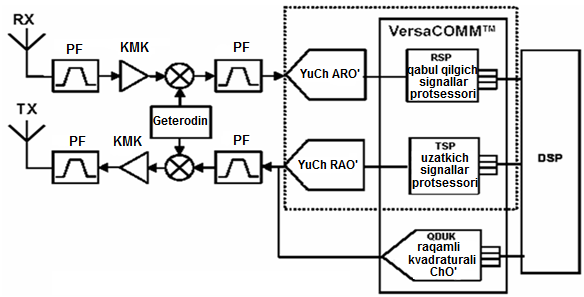 RX
PF
KMK
PF
VersaCOMM™
YuCh ARO'
RSP
qabul qilgich
signallar
protsessori
Geterodin
DSP
TX
PF
KMK
PF
YuCh RAO'
TSP
uzatkich
signallar
protsessori
QDUK
raqamli
kvadraturali
ChO'